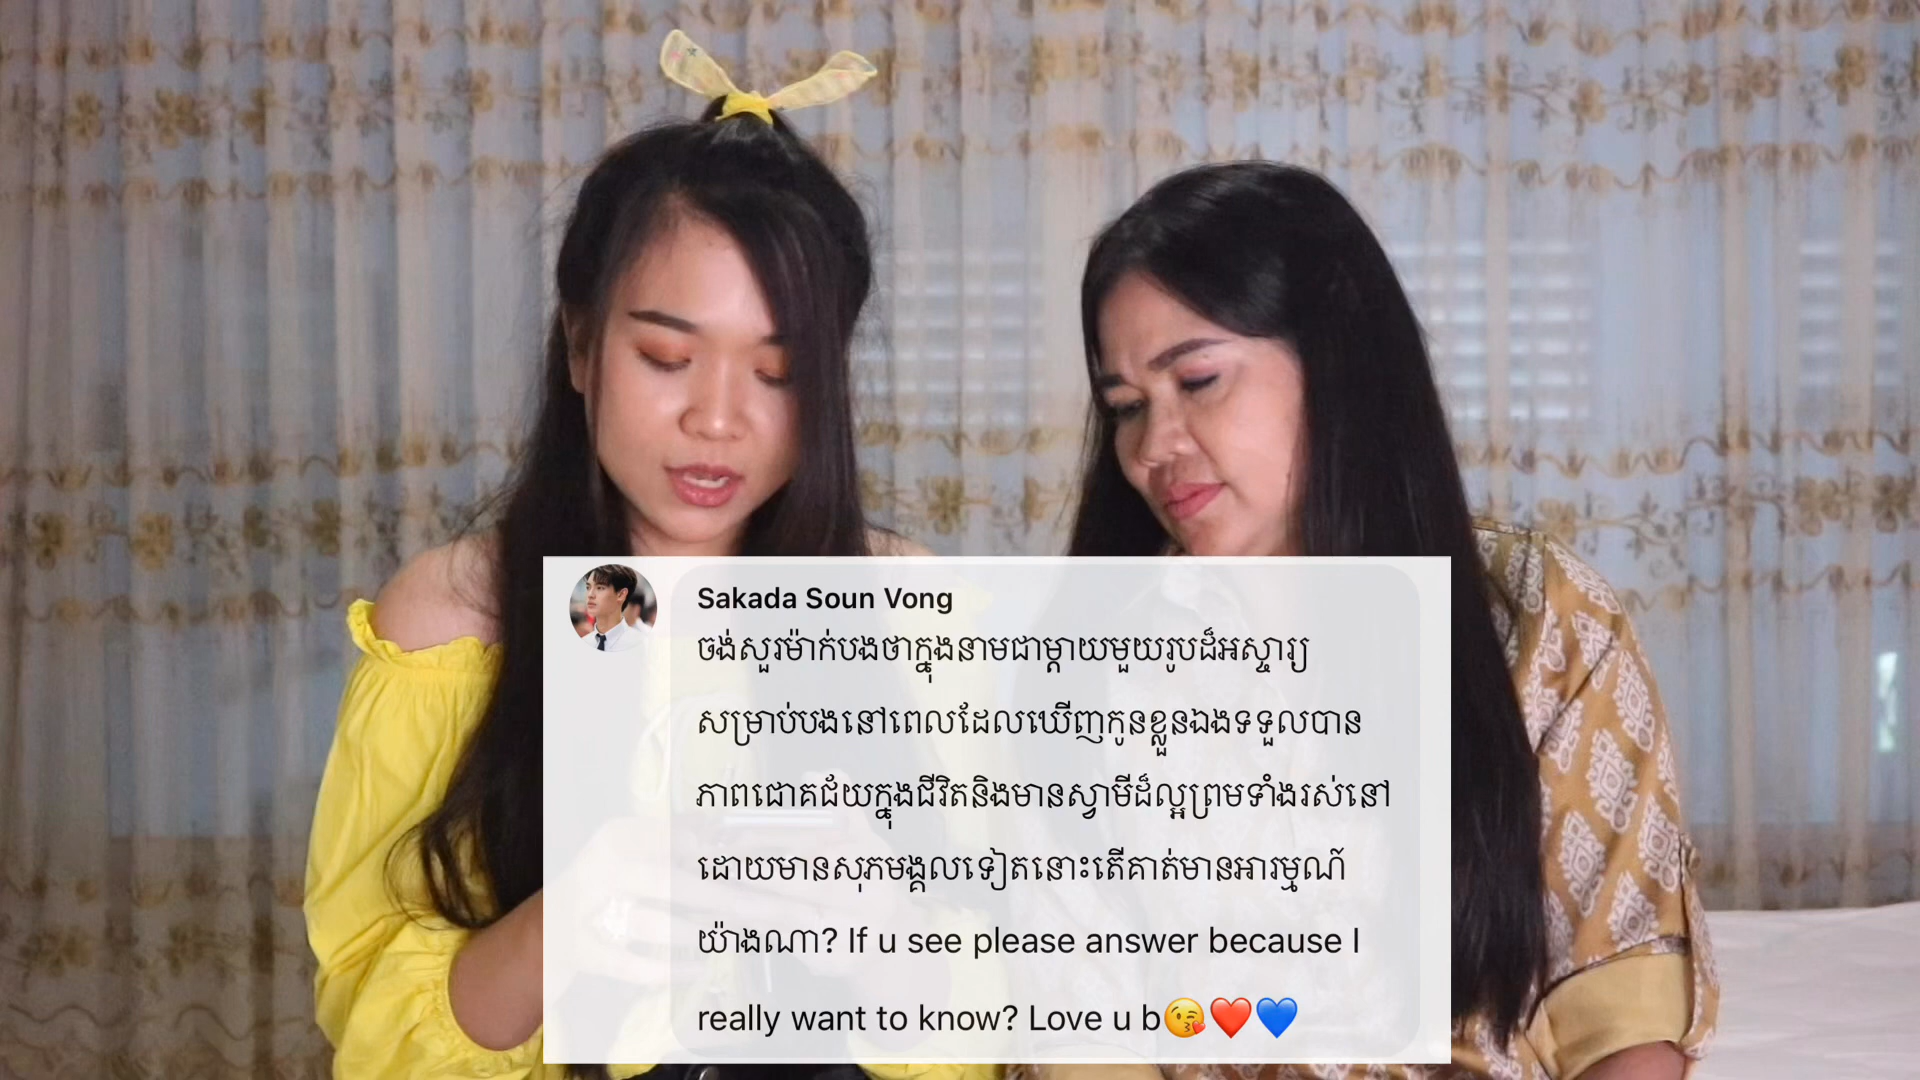 Sakada Soun Vong
ចង់សួរម៉ាក់បងថាក្នុងនាមជាម្ដាយមួយរូបដ៏អស្ចារ្យ
សម្រាប់បងនៅពេលដែលឃើញកូនខ្លួនឯងទទួលបាន
ភាពជោគជ័យក្នុងជីវិតនិងមានស្វាមីដ៏ល្អព្រមទាំងរស់នៅ
ដោយមានសុភមង្គលទៀតនោះតើគាត់មានអារម្មណ៍
យ៉ាងណា? If u see please answer because I
really want to know? Love u b😘❤️💙